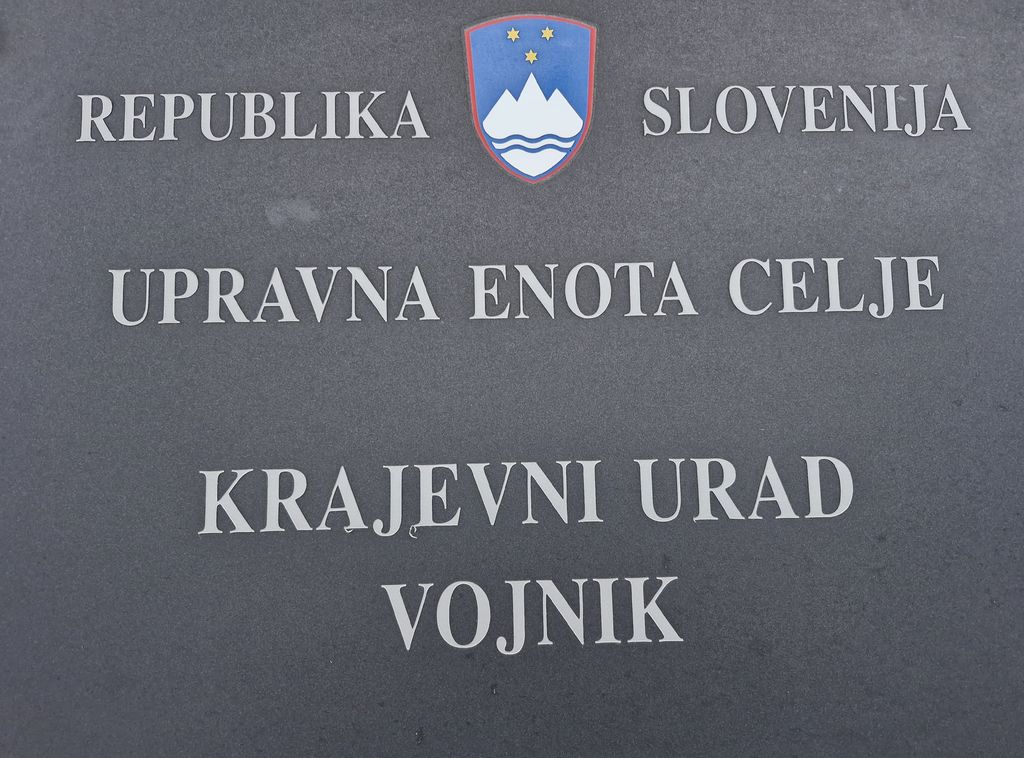 REPUBLIKA SLOVENIJA
UPRAVNA ENOTA CELJE
KRAJEVNI URAD
VOJNIK